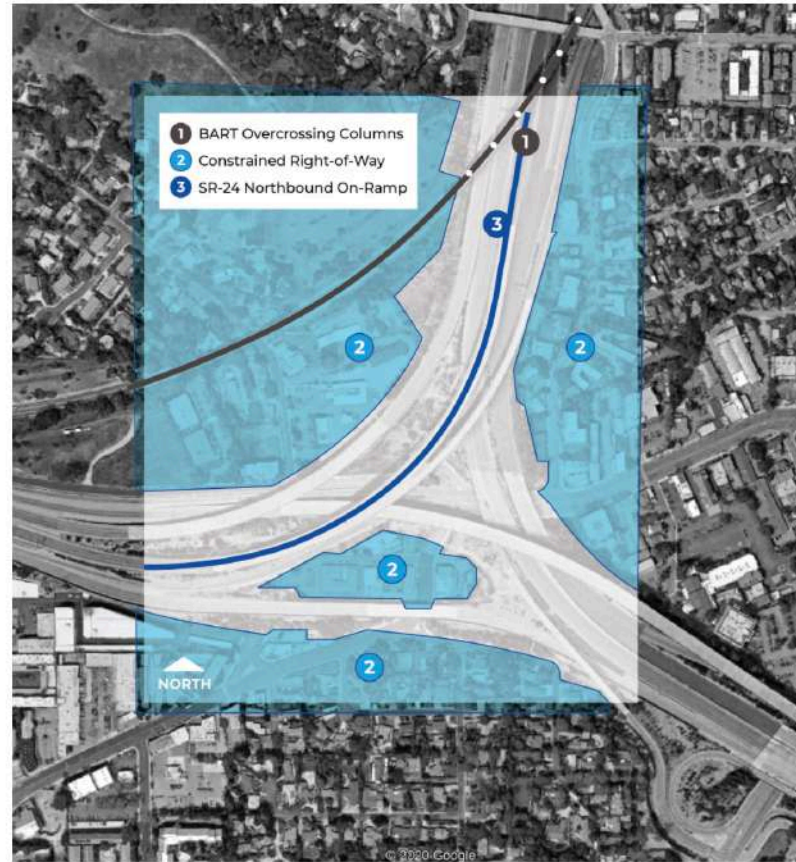 1 BART Overcrossing Columns
2 Constrained Right-of-Way
3 SR-24 Northbound On-Ramp
1
3
2
2
2
2
NORTH
© 2020 Google